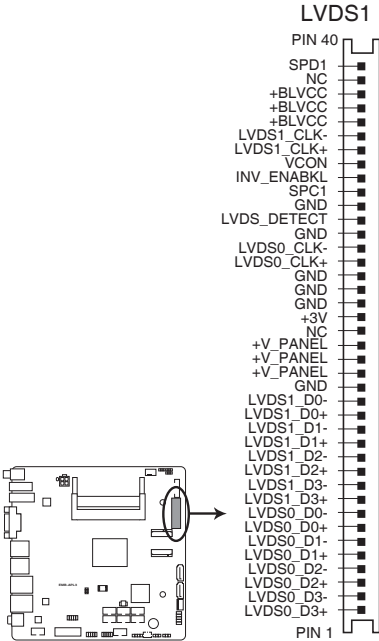 LVDS1
PIN 40
SPD1
NC
+BLVCC
+BLVCC
+BLVCC
LVDS1_CLK-
LVDS1_CLK+
VCON
INV_ENABKL
SPC1
GND
LVDS_DETECT
GND
LVDS0_CLK-
LVDS0_CLK+
GND
GND
GND
+3V
NC
+V_PANEL
+V_PANEL
+V_PANEL
GND
LVDS1_D0-
LVDS1_D0+
LVDS1_D1-
LVDS1_D1+
LVDS1_D2-
LVDS1_D2+
LVDS1_D3-
LVDS1_D3+
LVDS0_D0-
LVDS0_D0+
LVDS0_D1-
LVDS0_D1+
LVDS0_D2-
LVDS0_D2+
LVDS0_D3-
LVDS0_D3+
PIN 1